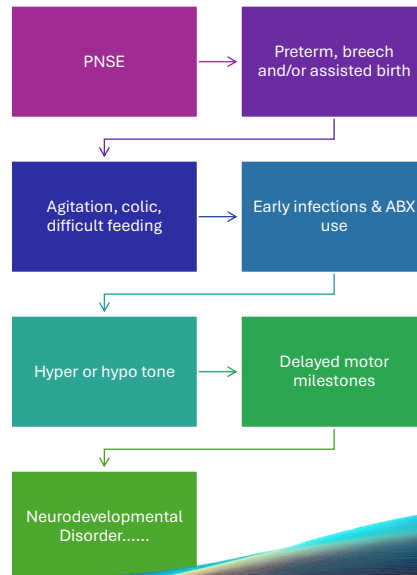 PNSE
Preterm, breech
and/or assisted birth
Agitation, colic,
difficult feeding
Early infections & ABX
use
Hyper or hypo tone
Delayed motor
milestones
Neurodevelopmental
Disorder......